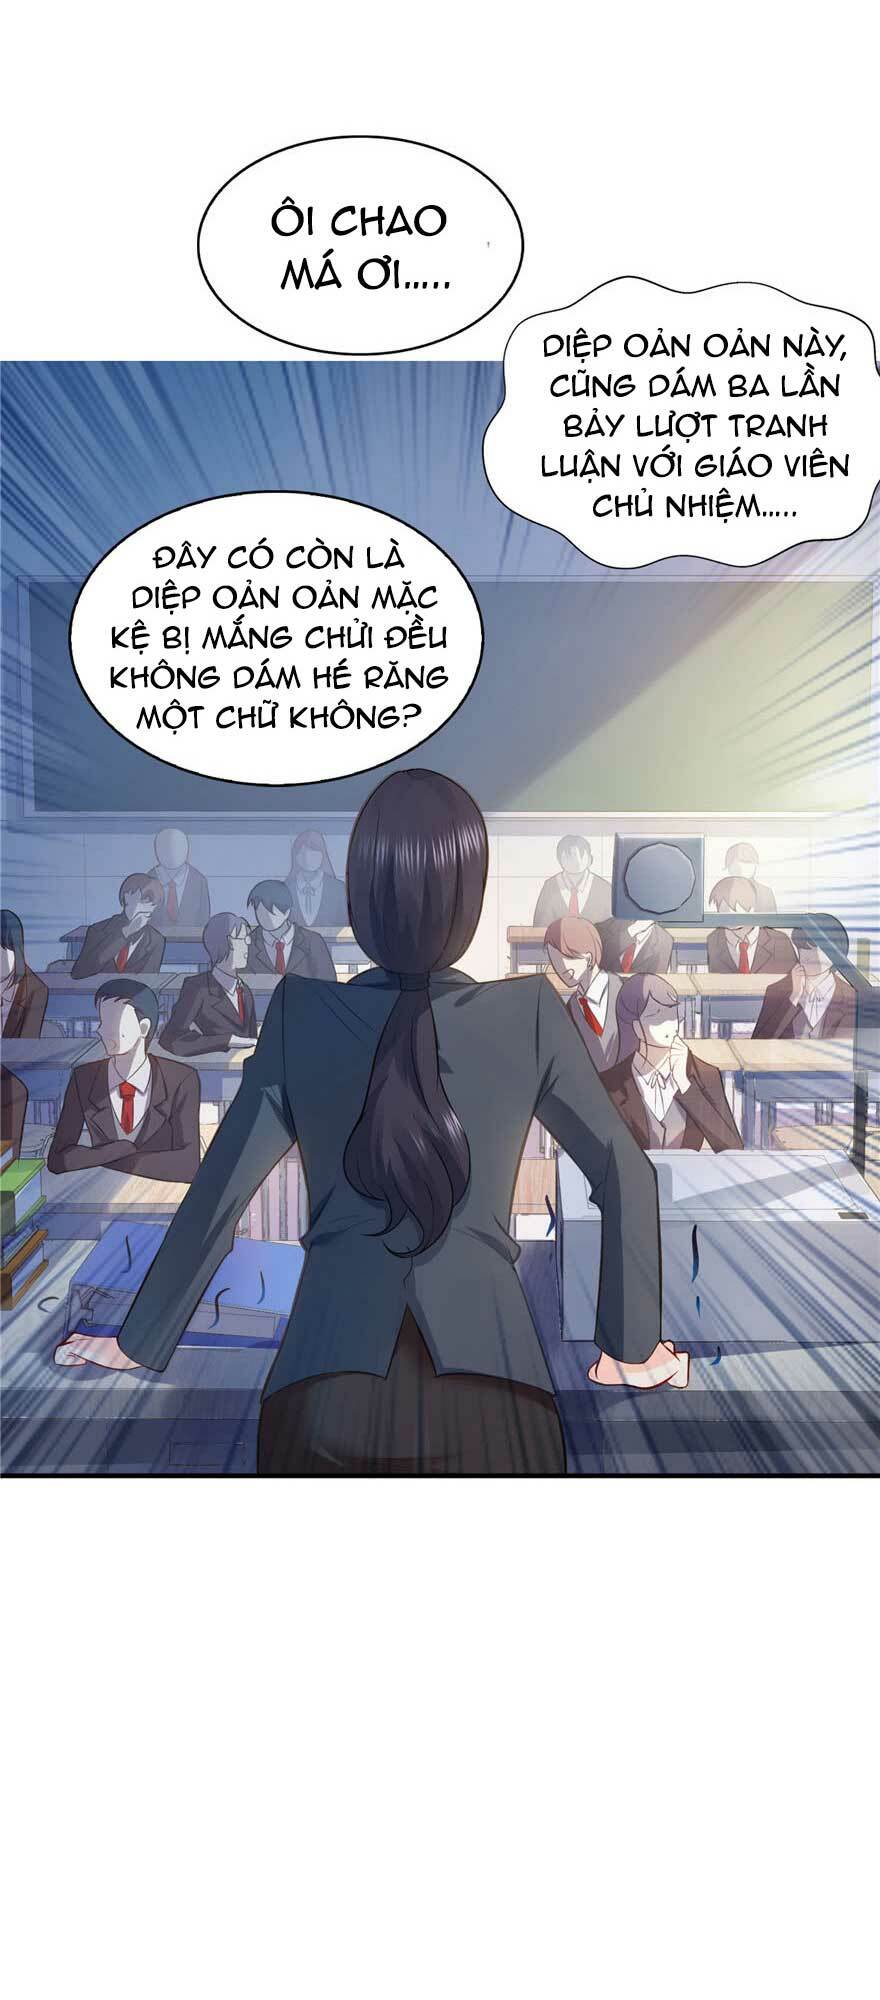 ÔI CHAO
MÁ ƠI.....
DIỆP OẢN OẢN NÀY,
CŨNG DÁM BA LẦN
BẢY LƯỢT TRANH
LUẬN VỚI GIÁO VIÊN
CHỦ NHIỆM.....
ĐÂY CÓ CÒN LÀ
DIỆP OẢN OẢN MẶC
KỆ BỊ MẮNG CHỬI ĐỀU
KHÔNG DÁM HÉ RĂNG
MỘT CHỮ KHÔNG?